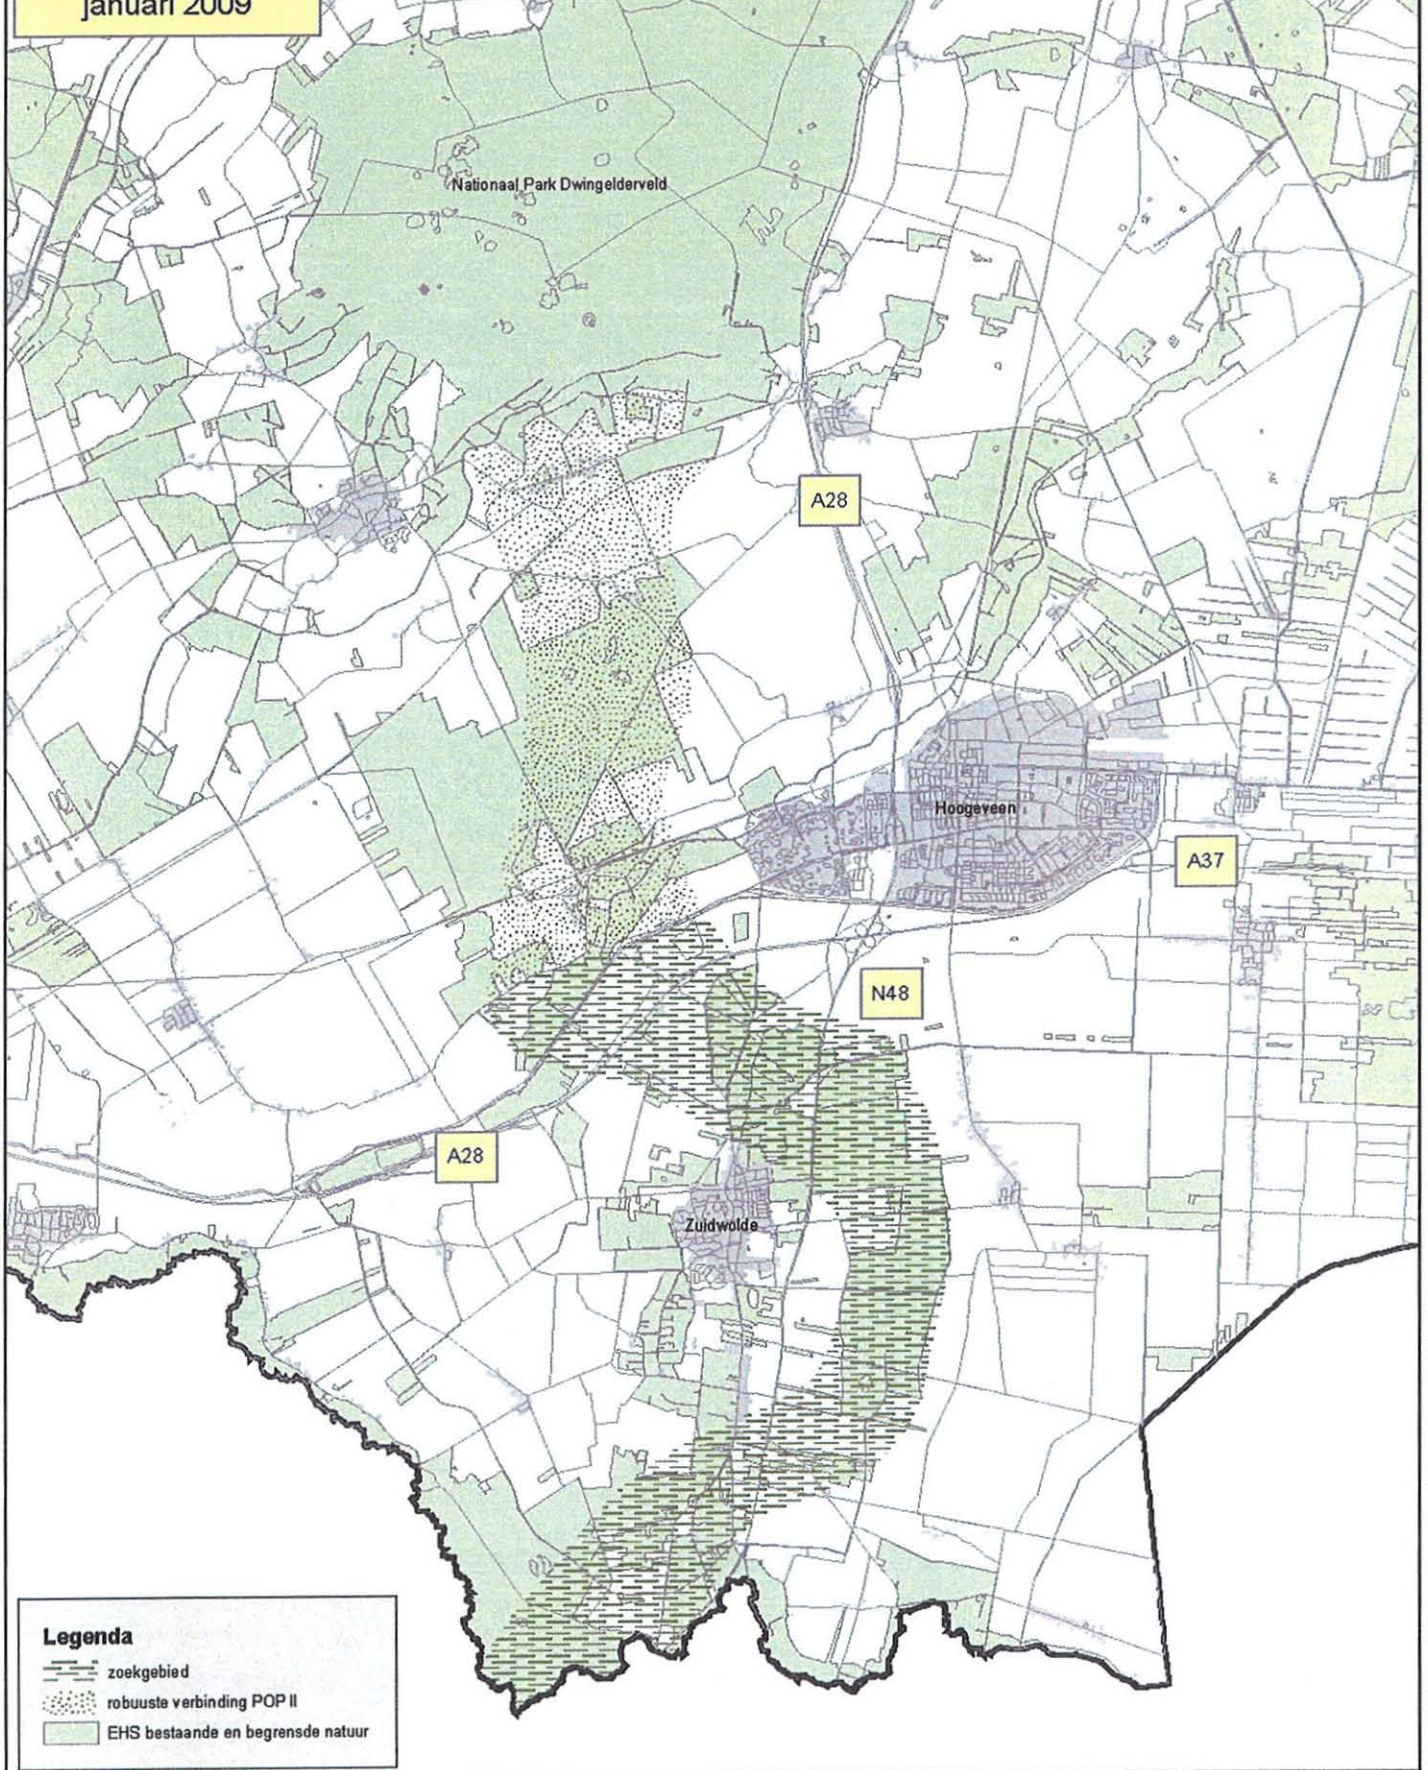 januari 2009
Nationaal Park Dwingelderveld
A28
Hoogeveen
A37
N48
A28
Zuidwolde
Legenda
zoekgebied
robuuste verbinding POP II
EHS bestaande en begrensde natuur